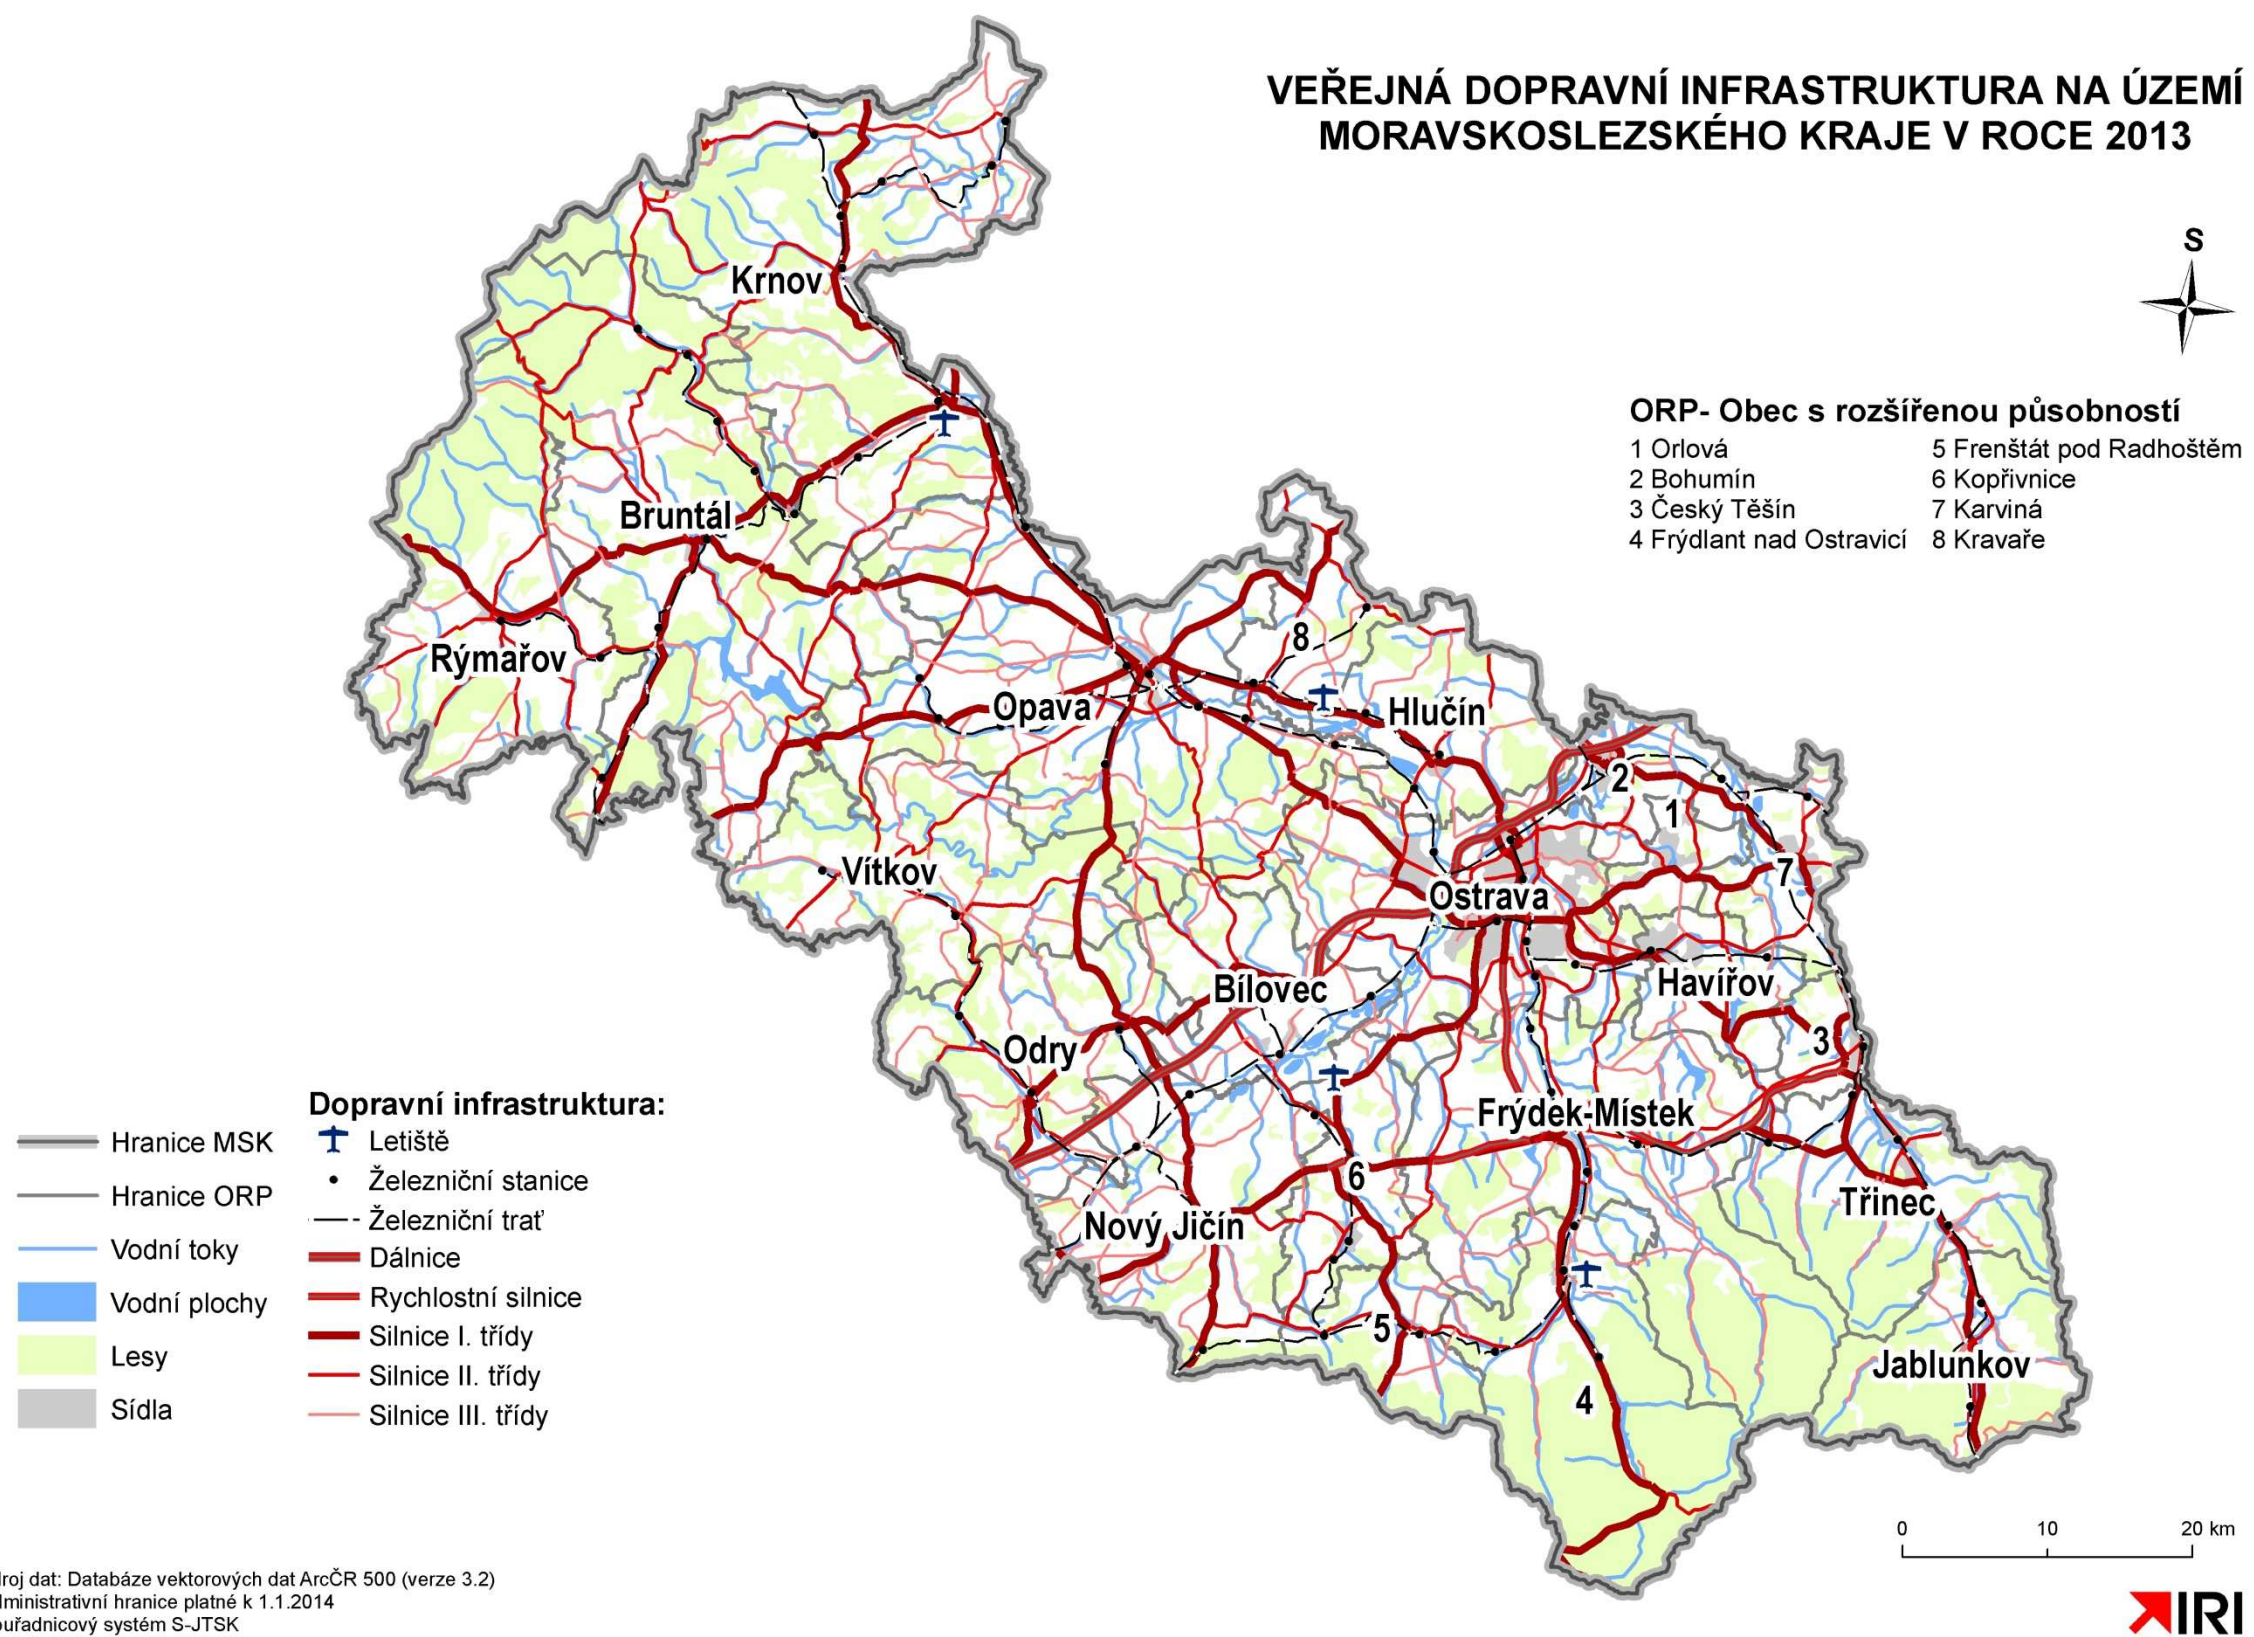 VEŘEJNÁ DOPRAVNÍ INFRASTRUKTURA NA ÚZEMÍ
MORAVSKOSLEZSKÉHO KRAJE V ROCE 2013
S
ORP- Obec s rozšířenou působností
1 Orlová
2 Bohumín
3 Český Těšín
4 Frýdlant nad Ostravicí
5 Frenštát pod Radhoštěm
6 Kopřivnice
7 Karviná
8 Kravaře
Krnov
Bruntál
Rýmařov
8
Opava
Hlučín
2
1
Vítkov
7
Ostrava
Havířov
Bílovec
3
Odry
Frýdek-Místek
6
Třinec
Nový Jičín
5
Jablunkov
4
Hranice MSK
Hranice ORP
Vodní toky
Vodní plochy
Lesy
Sídla
Dopravní infrastruktura:
Letiště
Železniční stanice
Železniční trať
Dálnice
Rychlostní silnice
Silnice I. třídy
Silnice II. třídy
Silnice III. třídy
0 10 20 km
dat: Databáze vektorových dat ArcČR 500 (verze 3.2)
hranice platné k 1.1.2014
systém S-JTSK
IRI